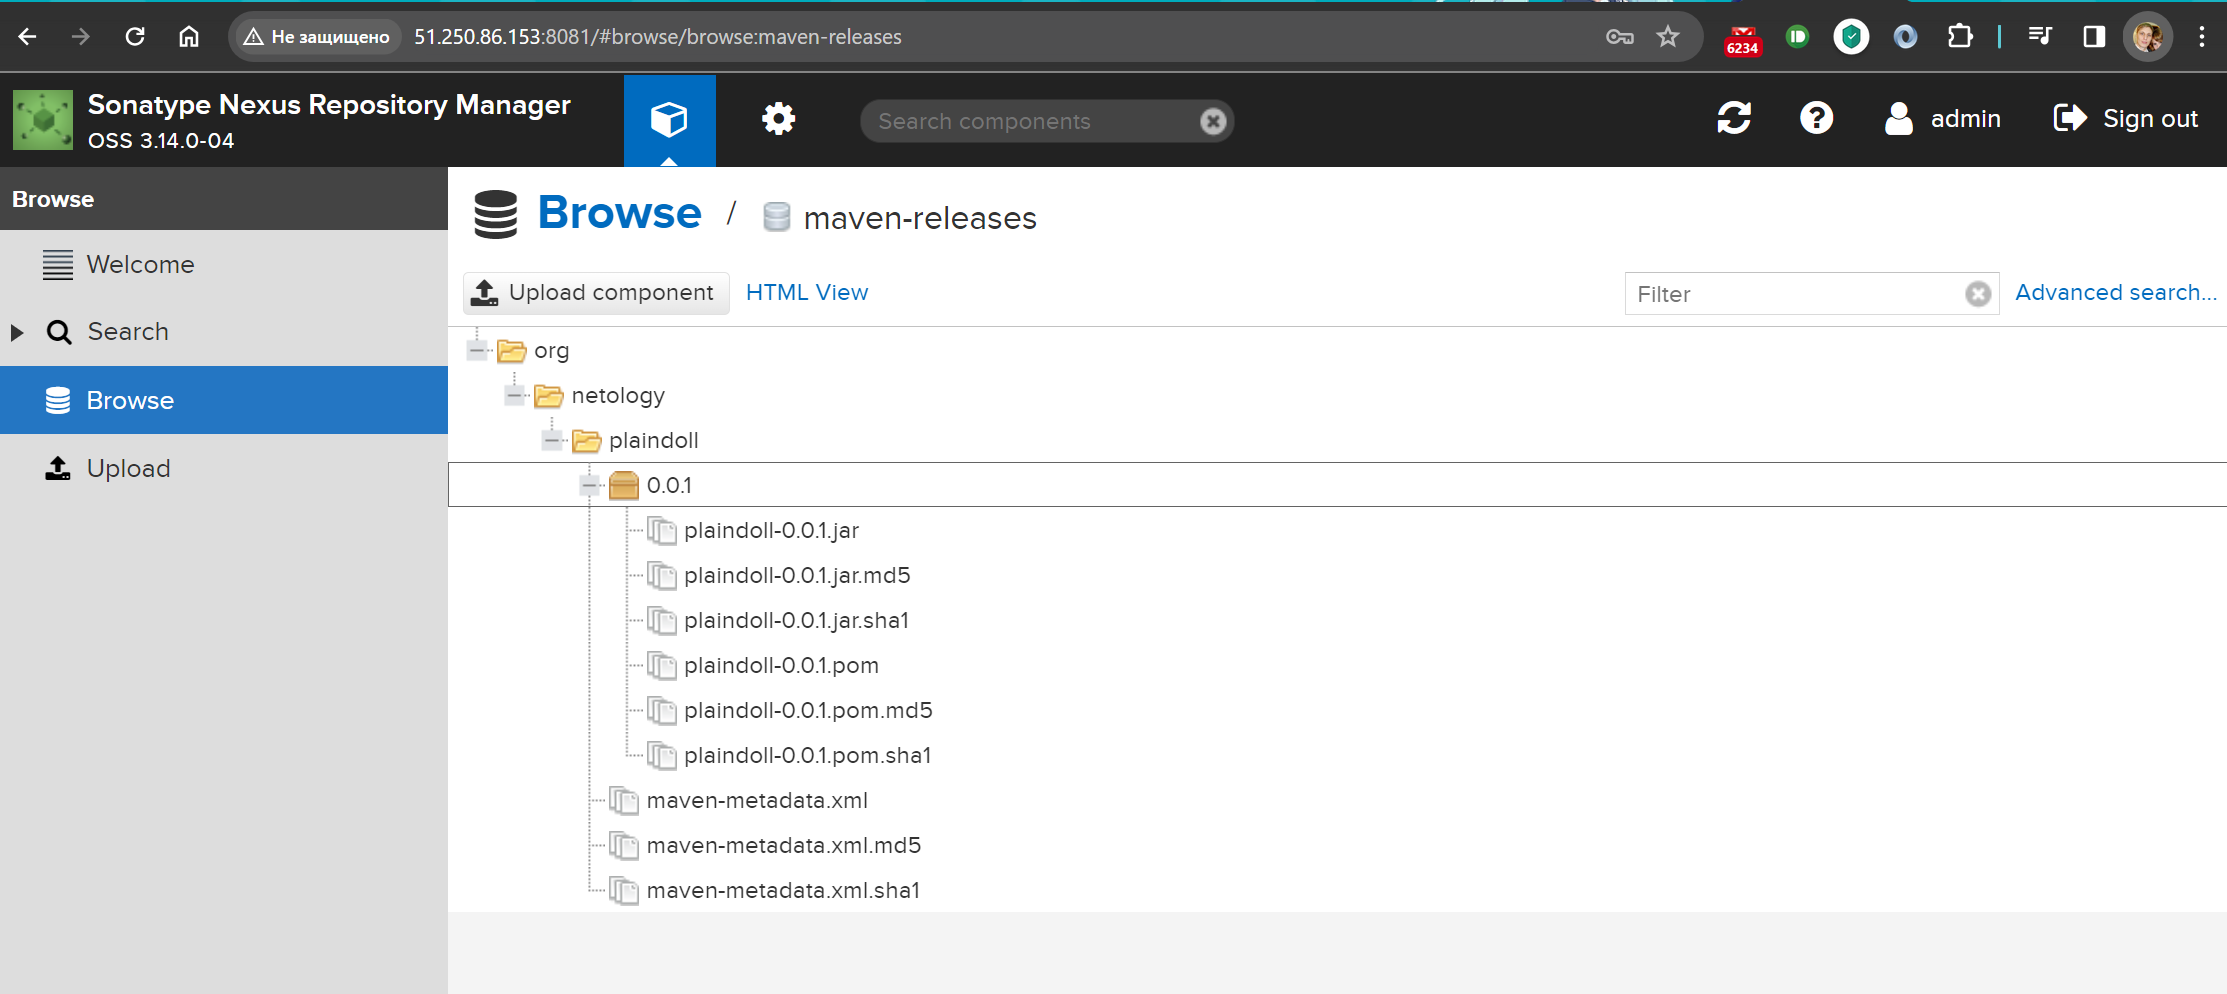 Не защищено 51.250.86.153:8081/#browse/browse:maven-releases 6234
Sonatype Nexus Repository Manager
OSS 3.14.0-04
Search components
admin
Sign out
Browse
Welcome
Search
Browse
Upload
Browse / maven-releases
Upload component HTML View Filter Advanced search...
org
netology
plaindoll
0.0.1
plaindoll-0.0.1.jar
plaindoll-0.0.1.jar.md5
plaindoll-0.0.1.jar.sha1
plaindoll-0.0.1.pom
plaindoll-0.0.1.pom.md5
plaindoll-0.0.1.pom.sha1
maven-metadata.xml
maven-metadata.xml.md5
maven-metadata.xml.sha1